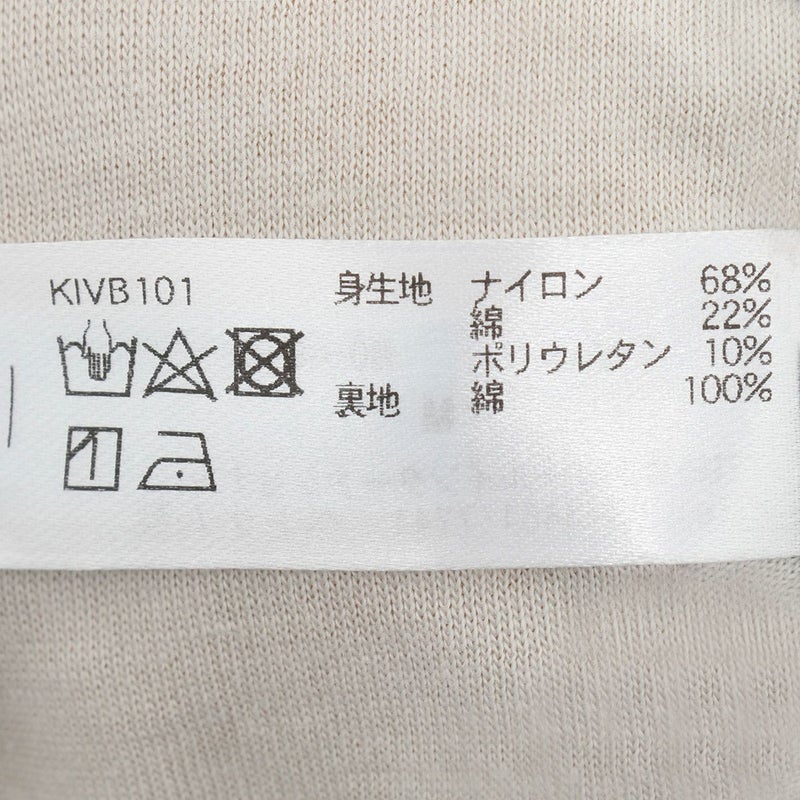 KIVB101
身生地 ナイロン 68%
綿 22%
ポリウレタン 10%
裏地 綿 100%